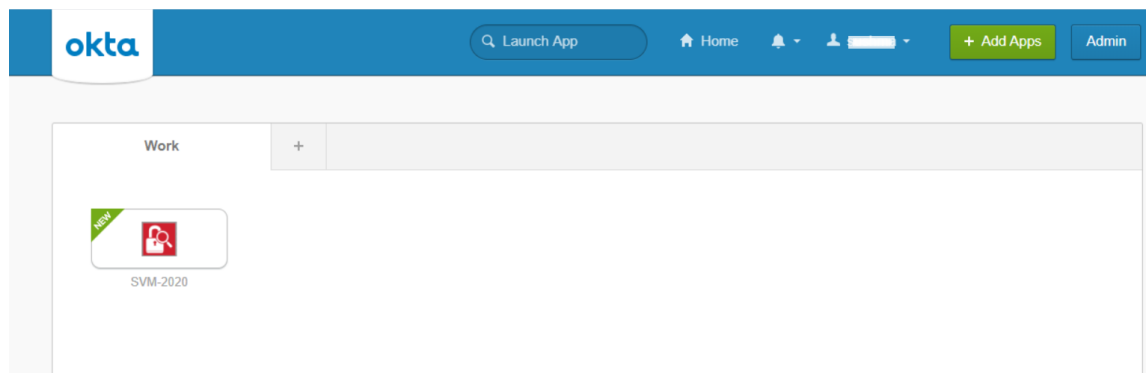 okta
Launch App
Home
+ Add Apps
Admin
Work
+
NEW
SVM-2020